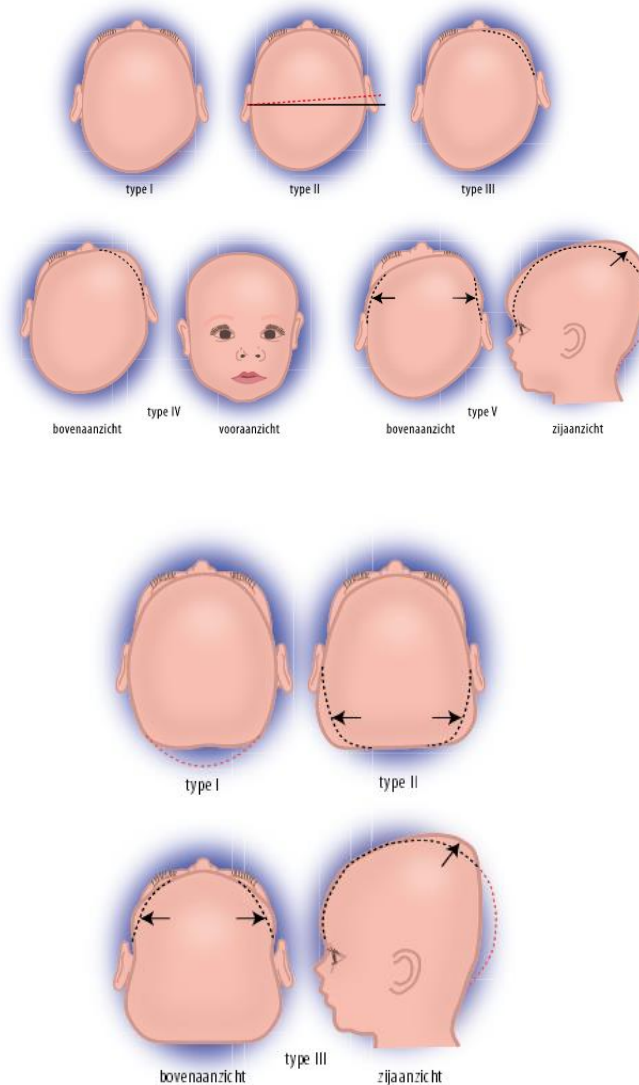 type I
type II
type III
type IV
bovenaanzicht
vooraanzicht
type V
bovenaanzicht
zijaanzicht
type I
type II
type III
bovenaanzicht
zijaanzicht